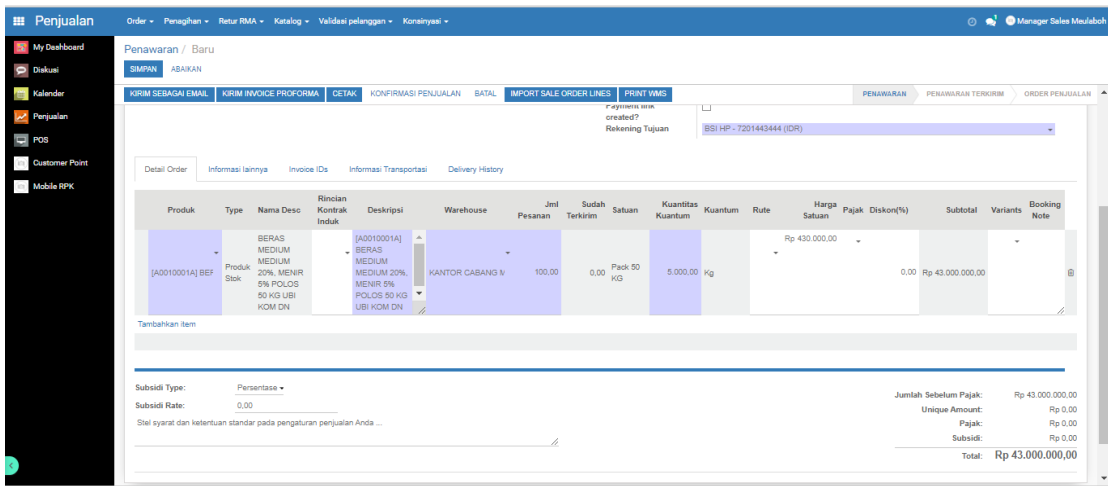 Penjualan Order Penagihan Retur RMA Katalog Validasi pelanggan Konsinyasi Manager Sales Meulaboh
My Dashboard
Diskusi
Kalender
Penjualan
POS
Customer Point
Mobile RPK
Penawaran / Baru
SIMPAN ABAIKAN
KIRIM SEBAGAI EMAIL KIRIM INVOICE PROFORMA CETAK KONFIRMASI PENJUALAN BATAL IMPORT SALE ORDER LINES PRINT WMS PENAWARAN PENAWARAN TERKIRIM ORDER PENJUALAN
Payment link
created?
Rekening Tujuan BSI HP - 7201443444 (IDR)
Detail Order Informasi lainnya Invoice IDs Informasi Transportasi Delivery History
Produk Type Nama Desc Rincian Kontrak Induk Deskripsi Warehouse Jml Pesanan Sudah Terkirim Satuan Kuantitas Kuantum Kuantum Rute Harga Satuan Pajak Diskon(%) Subtotal Variants Booking Note
[A0010001A] BEF
Produk Stok
BERAS
MEDIUM
MEDIUM
20%, MENIR
5% POLOS
50 KG UBI
KOM DN
[A0010001A]
BERAS
MEDIUM
MEDIUM 20%,
MENIR 5%
POLOS 50 KG
UBI KOM DN
KANTOR CABANG M 100,00 0,00 Pack 50 KG 5.000,00 Kg Rp 430.000,00 0,00 Rp 43.000.000,00
Tambahkan item
Subsidi Type: Persentase
Subsidi Rate: 0,00
Stel syarat dan ketentuan standar pada pengaturan penjualan Anda ...
Jumlah Sebelum Pajak: Rp 43.000.000,00
Unique Amount: Rp 0,00
Pajak: Rp 0,00
Subsidi: Rp 0,00
Total: Rp 43.000.000,00